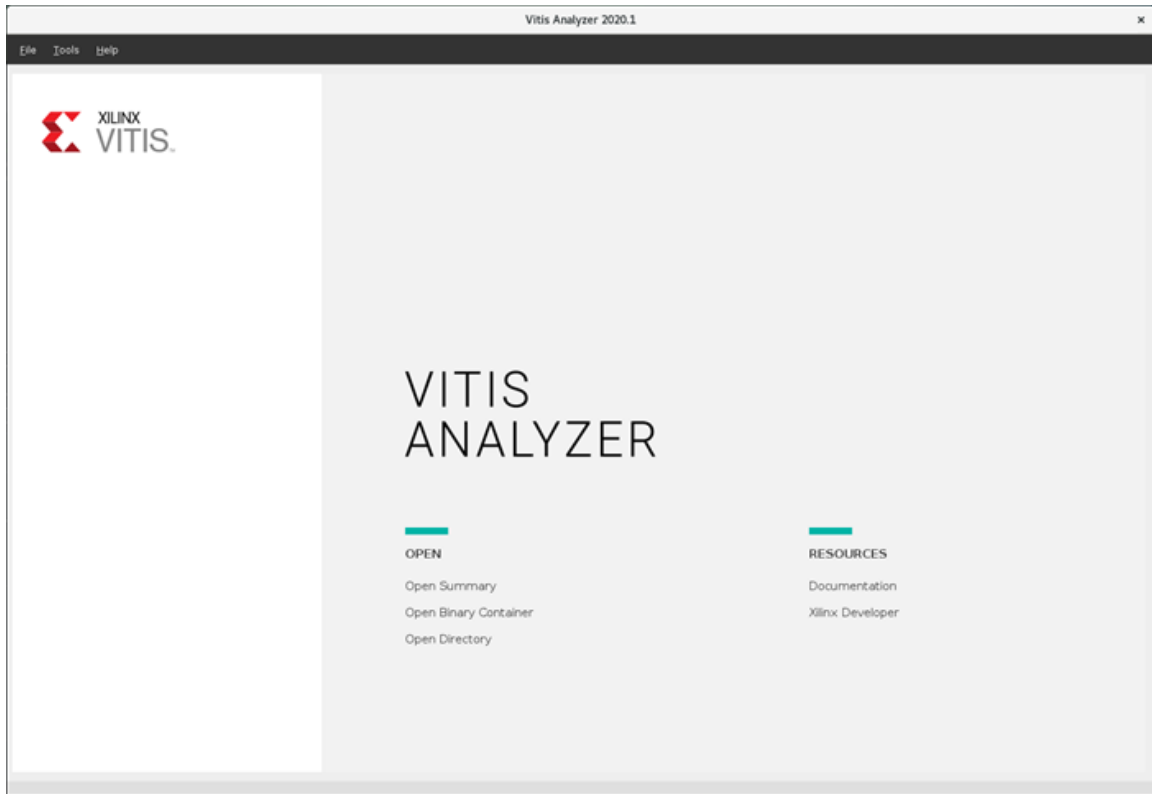 Vitis Analyzer 2020.1
File Tools Help
XILINX
VITIS
VITIS
ANALYZER
OPEN
Open Summary
Open Binary Container
Open Directory
RESOURCES
Documentation
Xilinx Developer